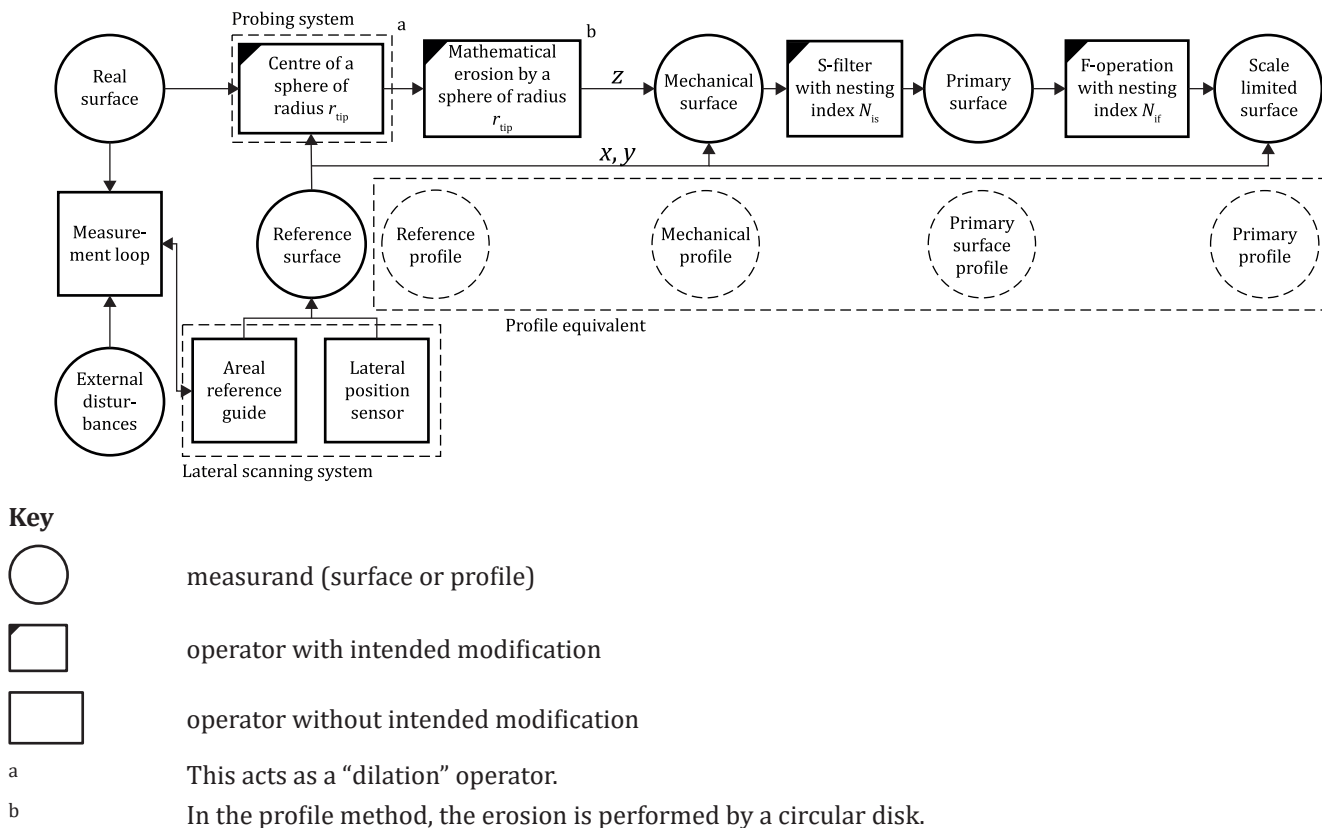 Probing system
a
b
Real
surface
Centre of a
sphere of
radius r_tip
Mathematical
erosion by a
sphere of radius
r_tip
z
Mechanical
surface
S-filter
with nesting
index N_is
Primary
surface
F-operation
with nesting
index N_if
Scale
limited
surface
x, y
Measure-
ment loop
Reference
surface
Reference
profile
Mechanical
profile
Primary
surface
profile
Primary
profile
Profile equivalent
External
distur-
bances
Areal
reference
guide
Lateral
position
sensor
Lateral scanning system
Key
measurand (surface or profile)
operator with intended modification
operator without intended modification
a This acts as a “dilation” operator.
b In the profile method, the erosion is performed by a circular disk.